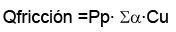 Qfricción =Pp· Σα·Cu